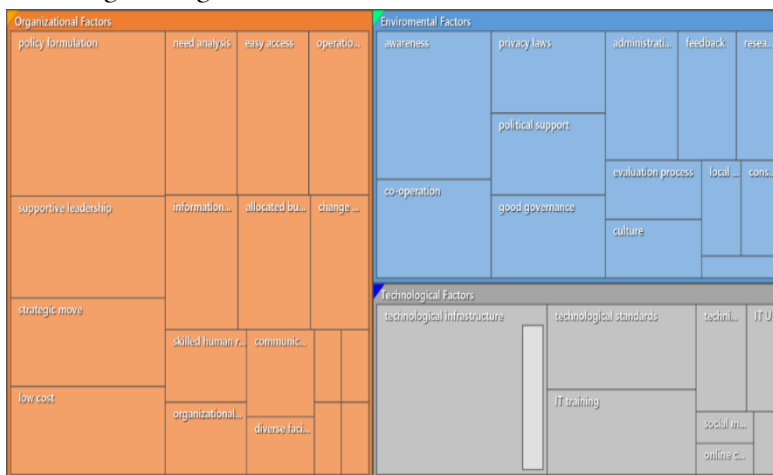 Organizational Factors
policy formulation
need analysis
easy access
operatio...
supportive leadership
information...
allocated bu...
change ...
strategic move
low cost
skilled human r...
communic...
organizational...
diverse faci...
Enviromental Factors
awareness
privacy laws
administrati...
feedback
resea...
political support
co-operation
good governance
evaluation process
local ...
cons...
culture
Technological Factors
technological infrastructure
technological standards
techni...
IT U
IT training
social m...
online c...